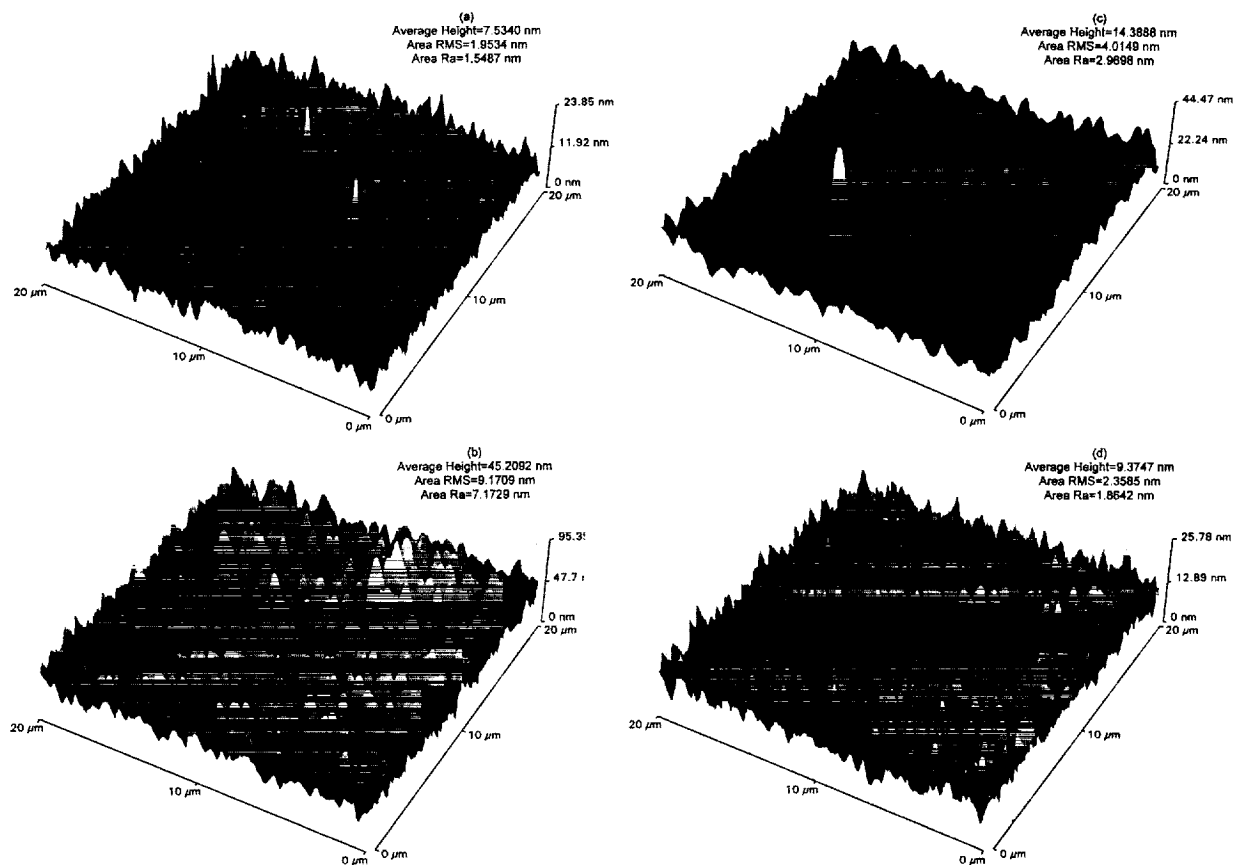 (a)
Average Height=7.5340 nm
Area RMS=1.9534 nm
Area Ra=1.5487 nm
23.85 nm
11.92 nm
0 nm
20 µm
10 µm
0 µm
20 µm
10 µm
0 µm
(c)
Average Height=14.3888 nm
Area RMS=4.0149 nm
Area Ra=2.9698 nm
44.47 nm
22.24 nm
0 nm
20 µm
10 µm
0 µm
20 µm
10 µm
0 µm
(b)
Average Height=45.2092 nm
Area RMS=9.1709 nm
Area Ra=7.1729 nm
0 nm
20 µm
10 µm
0 µm
20 µm
10 µm
0 µm
(d)
Average Height=9.3747 nm
Area RMS=2.3585 nm
Area Ra=1.8642 nm
25.78 nm
12.89 nm
0 nm
20 µm
10 µm
0 µm
20 µm
10 µm
0 µm